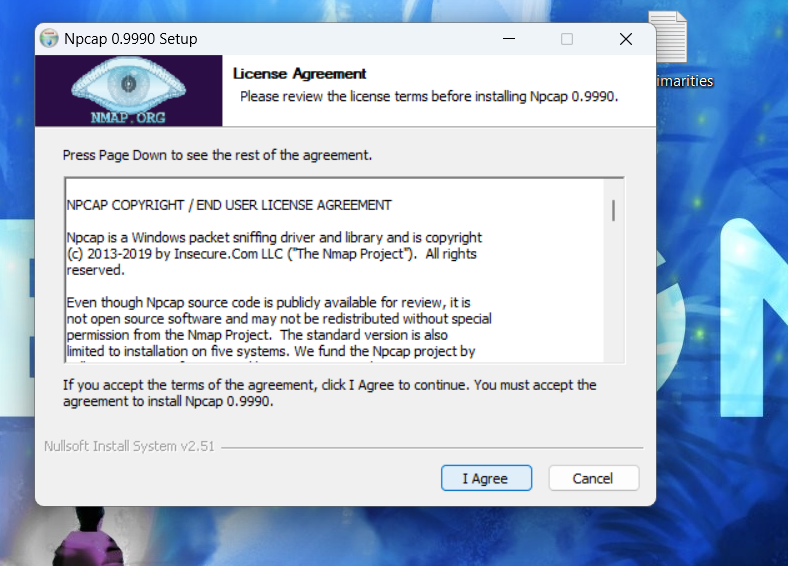 Npcap 0.9990 Setup
NMAP.ORG
License Agreement
Please review the license terms before installing Npcap 0.9990.
Press Page Down to see the rest of the agreement.
NPCAP COPYRIGHT / END USER LICENSE AGREEMENT
Npcap is a Windows packet sniffing driver and library and is copyright
(c) 2013-2019 by Insecure.Com LLC ("The Nmap Project").  All rights
reserved.
Even though Npcap source code is publicly available for review, it is
not open source software and may not be redistributed without special
permission from the Nmap Project.  The standard version is also
limited to installation on five systems. We fund the Npcap project by
If you accept the terms of the agreement, click I Agree to continue. You must accept the
agreement to install Npcap 0.9990.
Nullsoft Install System v2.51
I Agree
Cancel